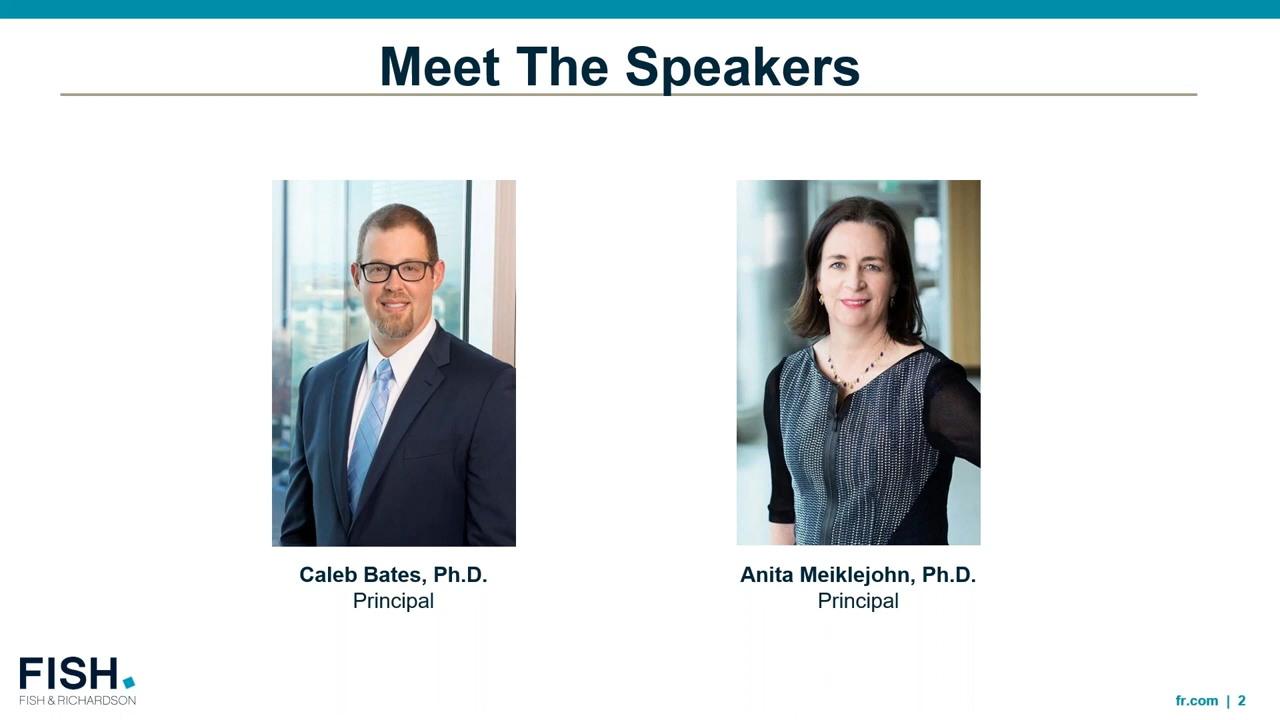 Meet The Speakers
Caleb Bates, Ph.D.
Principal
Anita Meiklejohn, Ph.D.
Principal
FISH.
FISH & RICHARDSON
fr.com | 2